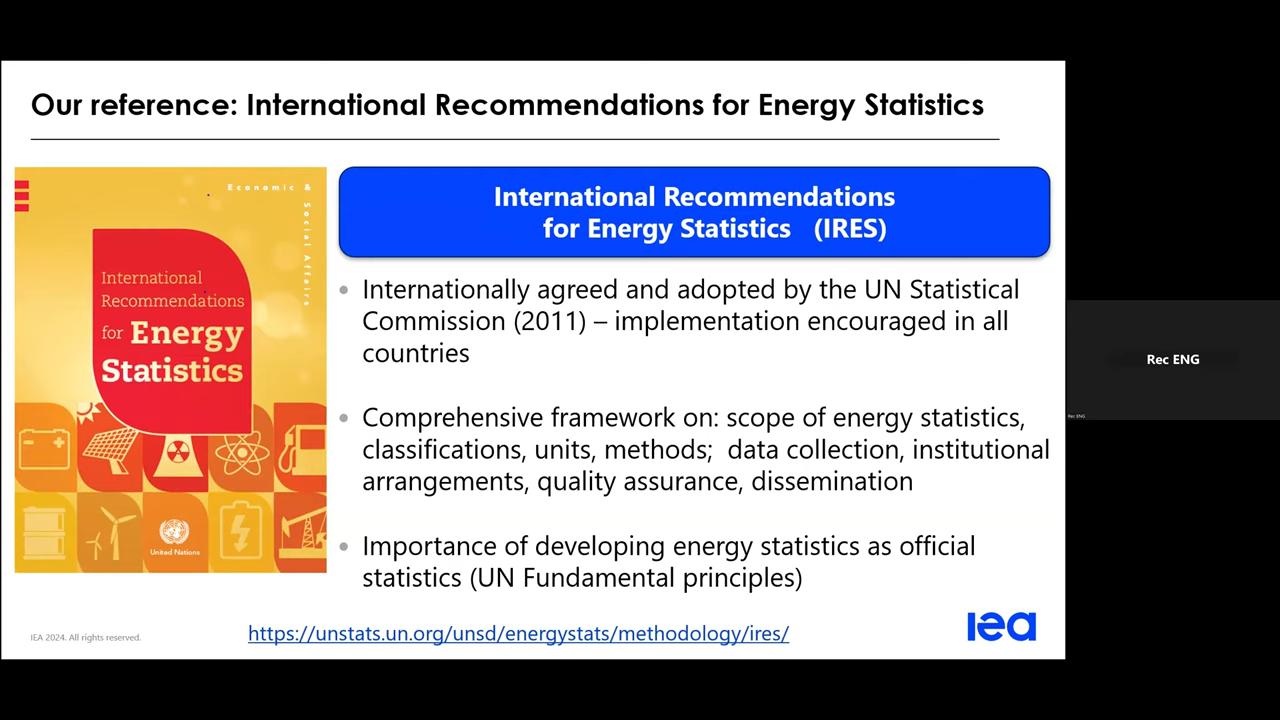 Our reference: International Recommendations for Energy Statistics
Economic & Social Affairs
International
Recommendations
for Energy
Statistics
United Nations
International Recommendations
for Energy Statistics (IRES)
Internationally agreed and adopted by the UN Statistical
Commission (2011) – implementation encouraged in all
countries
Comprehensive framework on: scope of energy statistics,
classifications, units, methods; data collection, institutional
arrangements, quality assurance, dissemination
Importance of developing energy statistics as official
statistics (UN Fundamental principles)
IEA 2024. All rights reserved.
https://unstats.un.org/unsd/energystats/methodology/ires/
iea
Rec ENG
Rec ENG